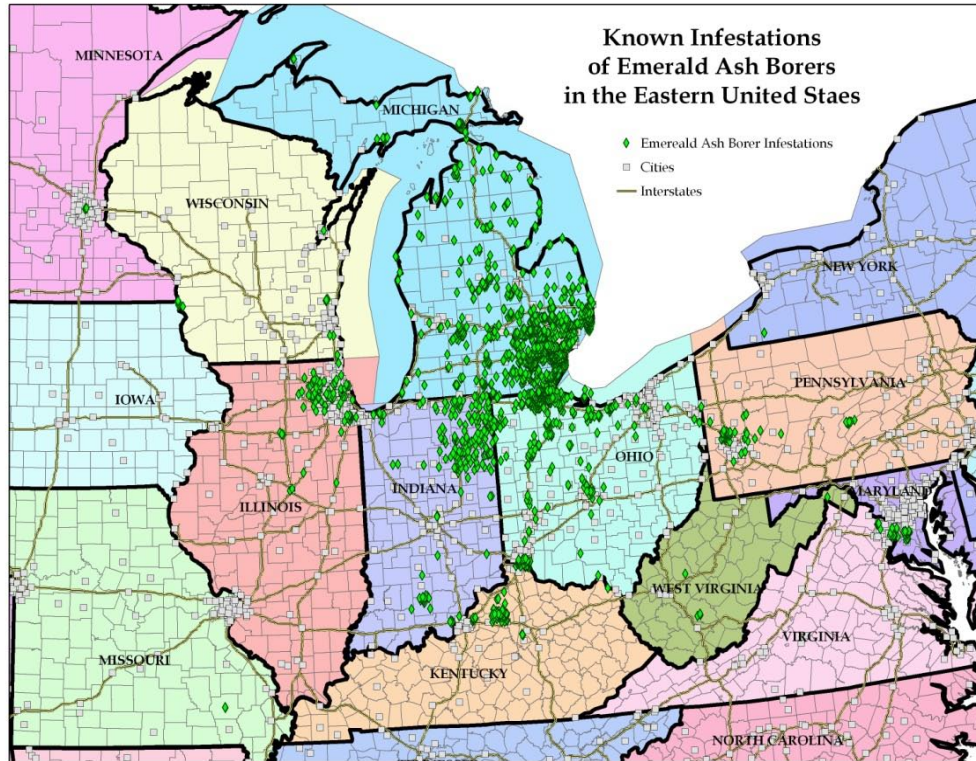 Known Infestations
of Emerald Ash Borers
in the Eastern United Staes
Emereald Ash Borer Infestations
Cities
Interstates
MINNESOTA
MICHIGAN
WISCONSIN
NEW YORK
IOWA
PENNSYLVANIA
OHIO
ILLINOIS
INDIANA
MARYLAND
WEST VIRGINIA
VIRGINIA
MISSOURI
KENTUCKY
NORTH CAROLINA